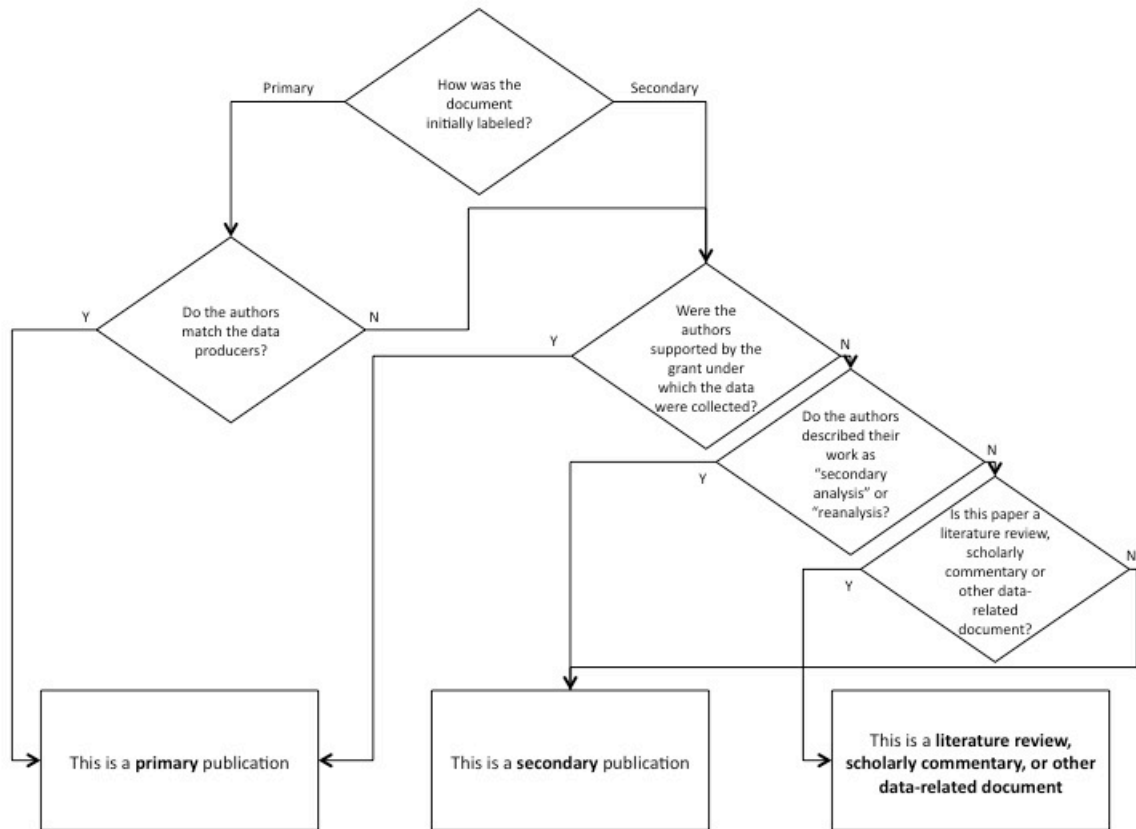 How was the
document
initially labeled?
Primary
Secondary
Do the authors
match the data
producers?
Y
N
Were the
authors
supported by the
grant under
which the data
were collected?
Y
N
Do the authors
described their
work as
“secondary
analysis” or
“reanalysis?
Y
N
Is this paper a
literature review,
scholarly
commentary or
other data-
related
document?
Y
N
This is a primary publication
This is a secondary publication
This is a literature review,
scholarly commentary, or other
data-related document